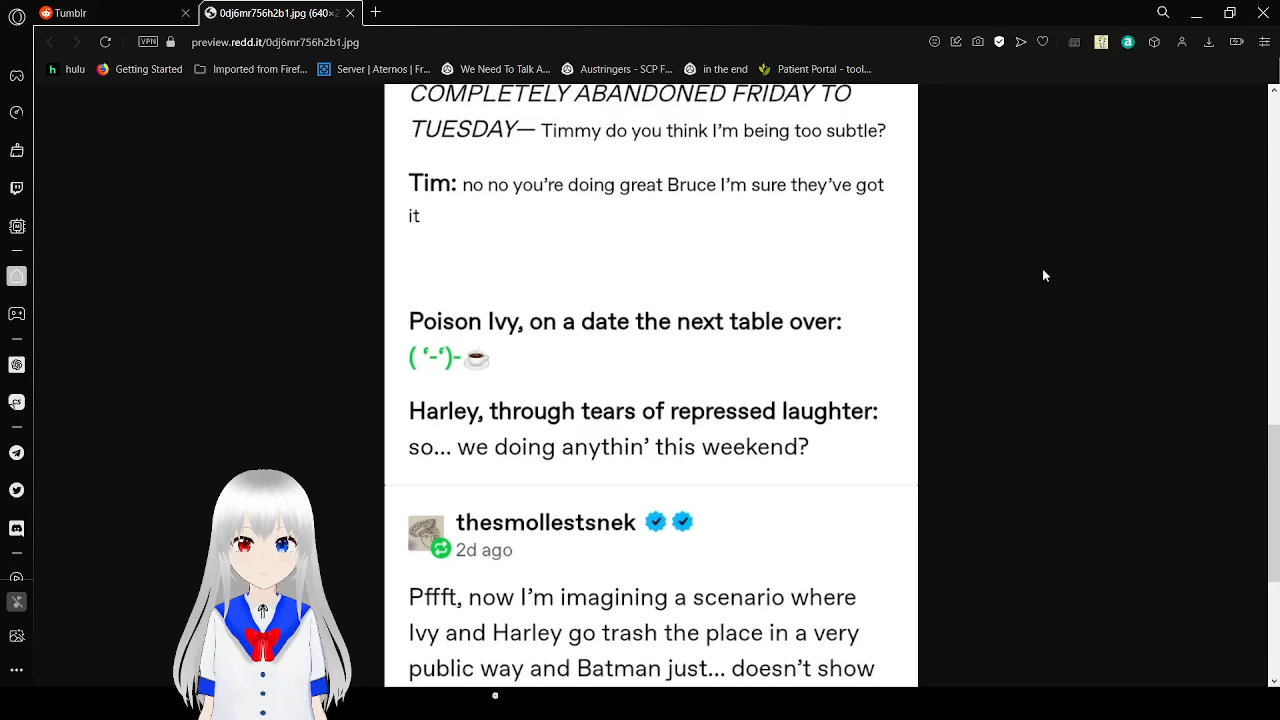 Tumblr
0dj6mr756h2b1.jpg (640×2
VPN
preview.redd.it/0dj6mr756h2b1.jpg
hulu
Getting Started
Imported from Firef...
Server | Aternos | Fr...
We Need To Talk A...
Austringers - SCP F...
in the end
Patient Portal - tool...
COMPLETELY ABANDONED FRIDAY TO
TUESDAY— Timmy do you think I'm being too subtle?
Tim: no no you're doing great Bruce I'm sure they've got
it
Poison Ivy, on a date the next table over:
( '-')-☕
Harley, through tears of repressed laughter:
so... we doing anythin' this weekend?
thesmollestsnek
2d ago
Pffft, now I'm imagining a scenario where
Ivy and Harley go trash the place in a very
public way and Batman just... doesn't show